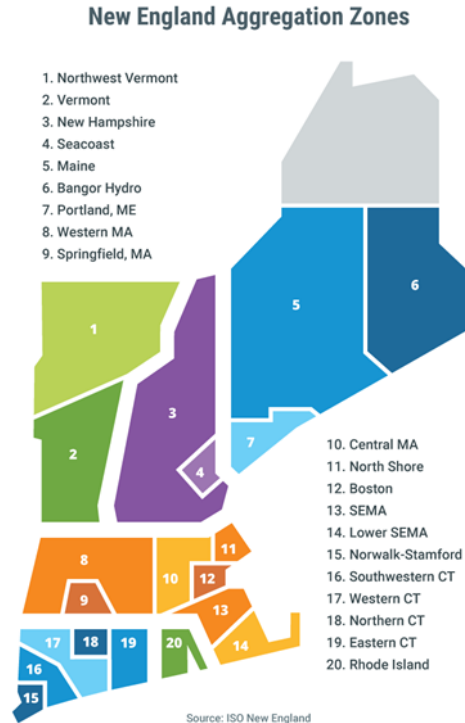 New England Aggregation Zones
1. Northwest Vermont
2. Vermont
3. New Hampshire
4. Seacoast
5. Maine
6. Bangor Hydro
7. Portland, ME
8. Western MA
9. Springfield, MA
1
2
3
4
5
6
7
10. Central MA
11. North Shore
12. Boston
13. SEMA
14. Lower SEMA
15. Norwalk-Stamford
16. Southwestern CT
17. Western CT
18. Northern CT
19. Eastern CT
20. Rhode Island
8
9
10
11
12
13
14
15
16
17
18
19
20
Source: ISO New England